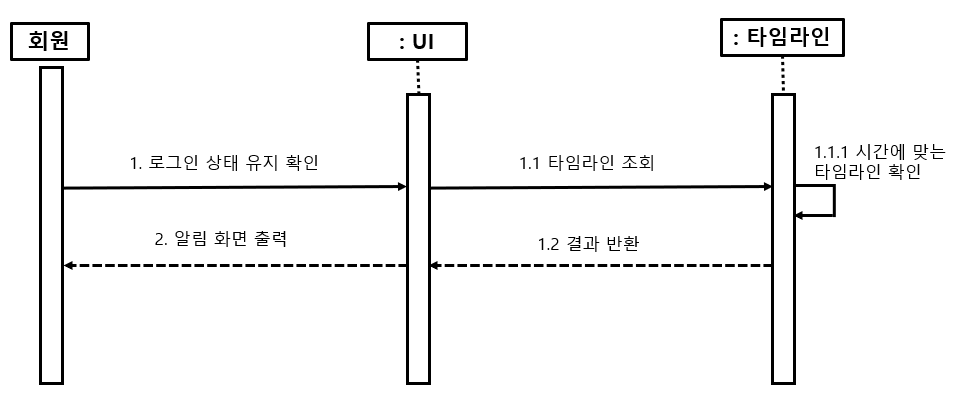 회원
: UI
: 타임라인
1. 로그인 상태 유지 확인
1.1 타임라인 조회
1.1.1 시간에 맞는
타임라인 확인
2. 알림 화면 출력
1.2 결과 반환